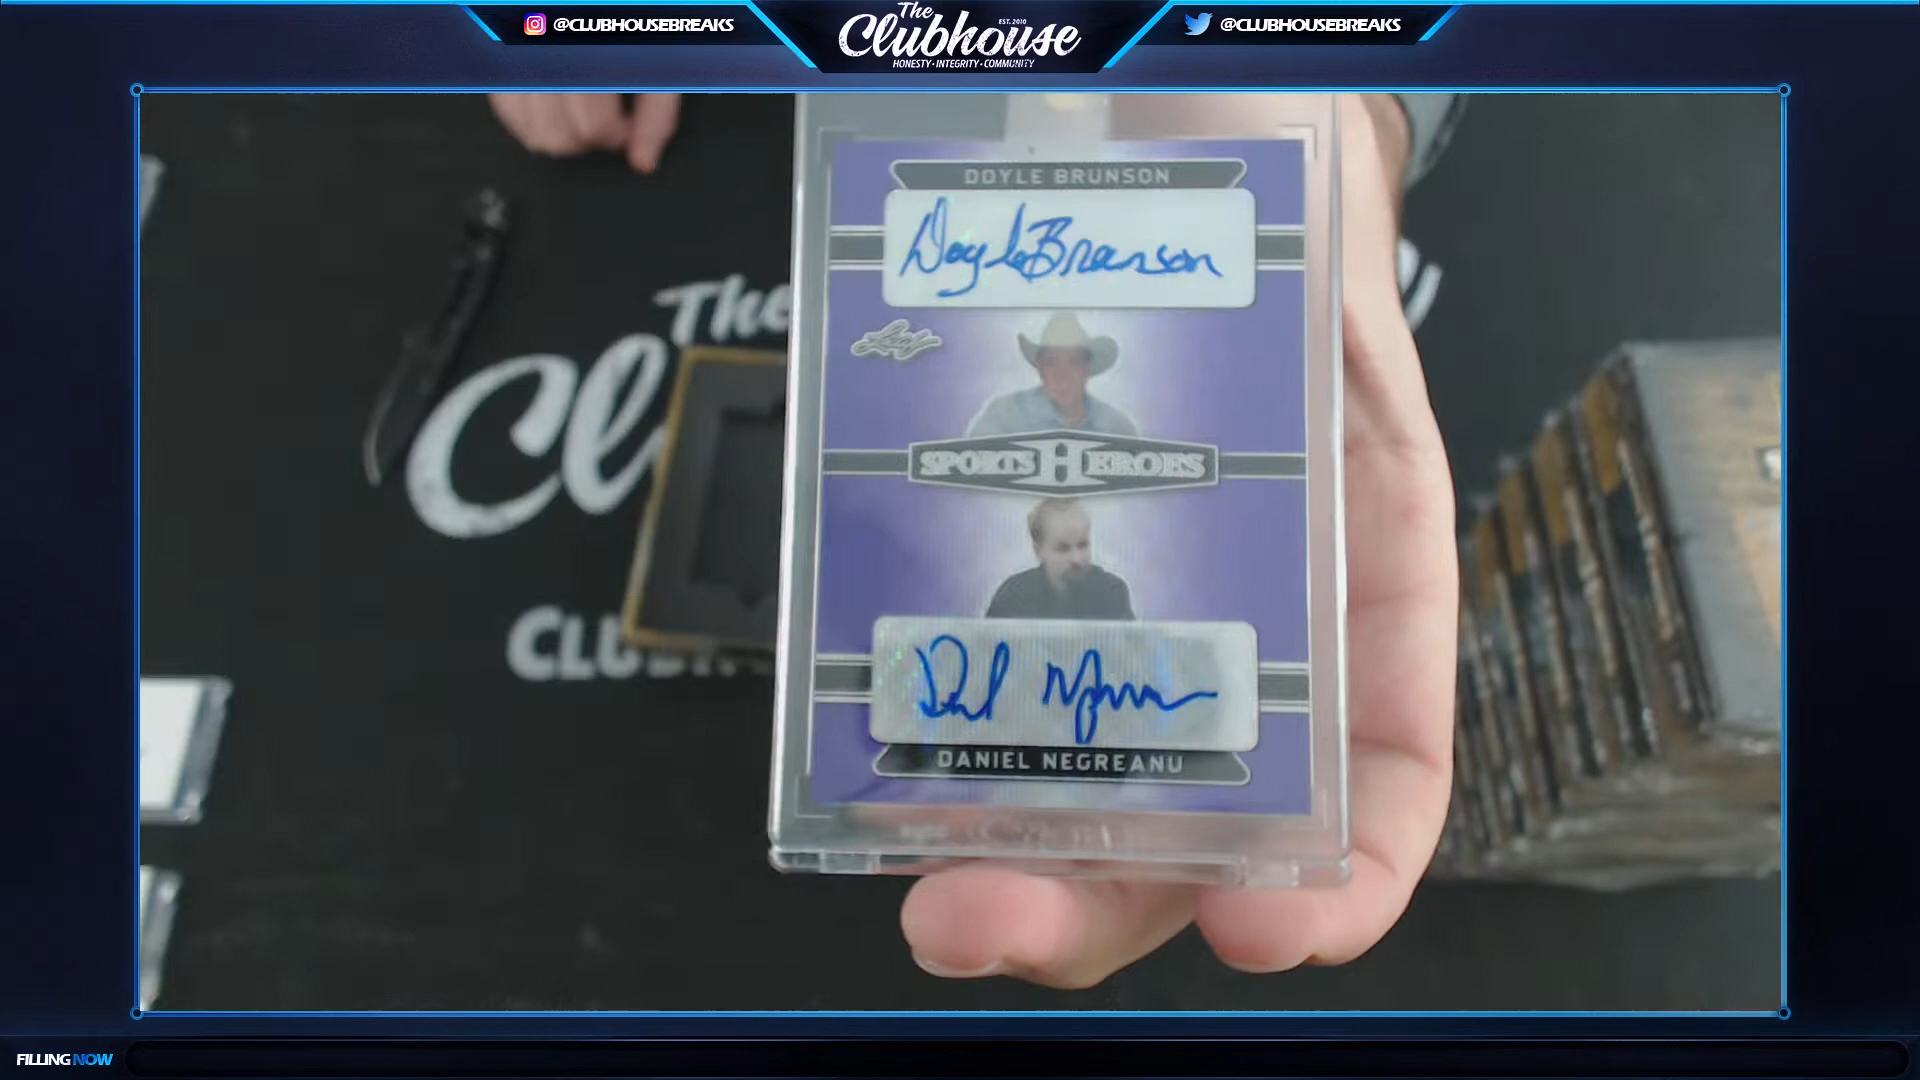 @CLUBHOUSEBREAKS
The
EST. 2010
Clubhouse
HONESTY • INTEGRITY • COMMUNITY
@CLUBHOUSEBREAKS
DOYLE BRUNSON
Doyle Brunson
Leaf
SPORTS HEROES
DANIEL NEGREANU
The
Cl
CLUB
FILLING NOW